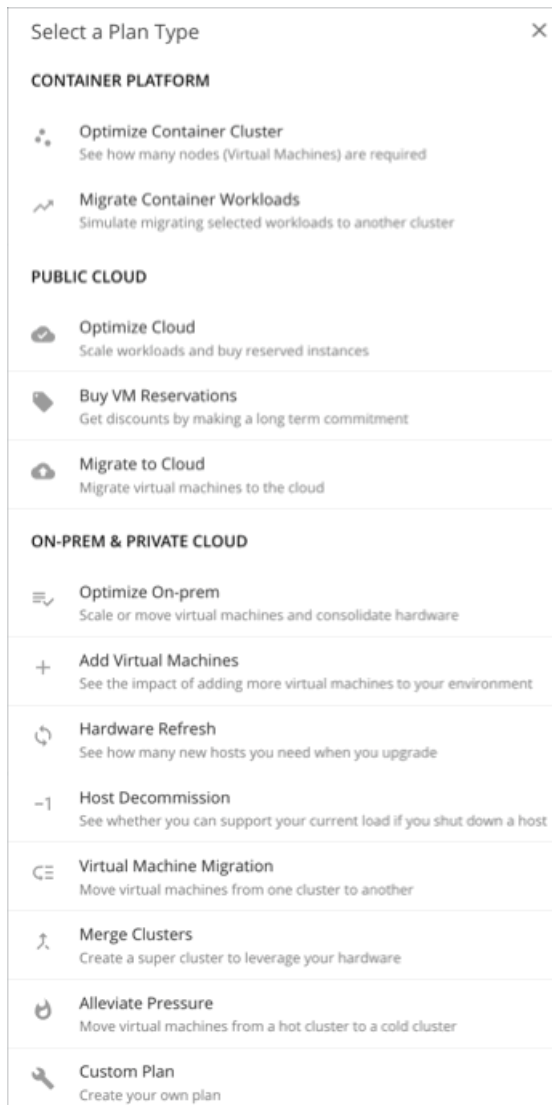 Select a Plan Type
CONTAINER PLATFORM
Optimize Container Cluster
See how many nodes (Virtual Machines) are required
Migrate Container Workloads
Simulate migrating selected workloads to another cluster
PUBLIC CLOUD
Optimize Cloud
Scale workloads and buy reserved instances
Buy VM Reservations
Get discounts by making a long term commitment
Migrate to Cloud
Migrate virtual machines to the cloud
ON-PREM & PRIVATE CLOUD
Optimize On-prem
Scale or move virtual machines and consolidate hardware
Add Virtual Machines
See the impact of adding more virtual machines to your environment
Hardware Refresh
See how many new hosts you need when you upgrade
−1 Host Decommission
See whether you can support your current load if you shut down a host
Virtual Machine Migration
Move virtual machines from one cluster to another
Merge Clusters
Create a super cluster to leverage your hardware
Alleviate Pressure
Move virtual machines from a hot cluster to a cold cluster
Custom Plan
Create your own plan